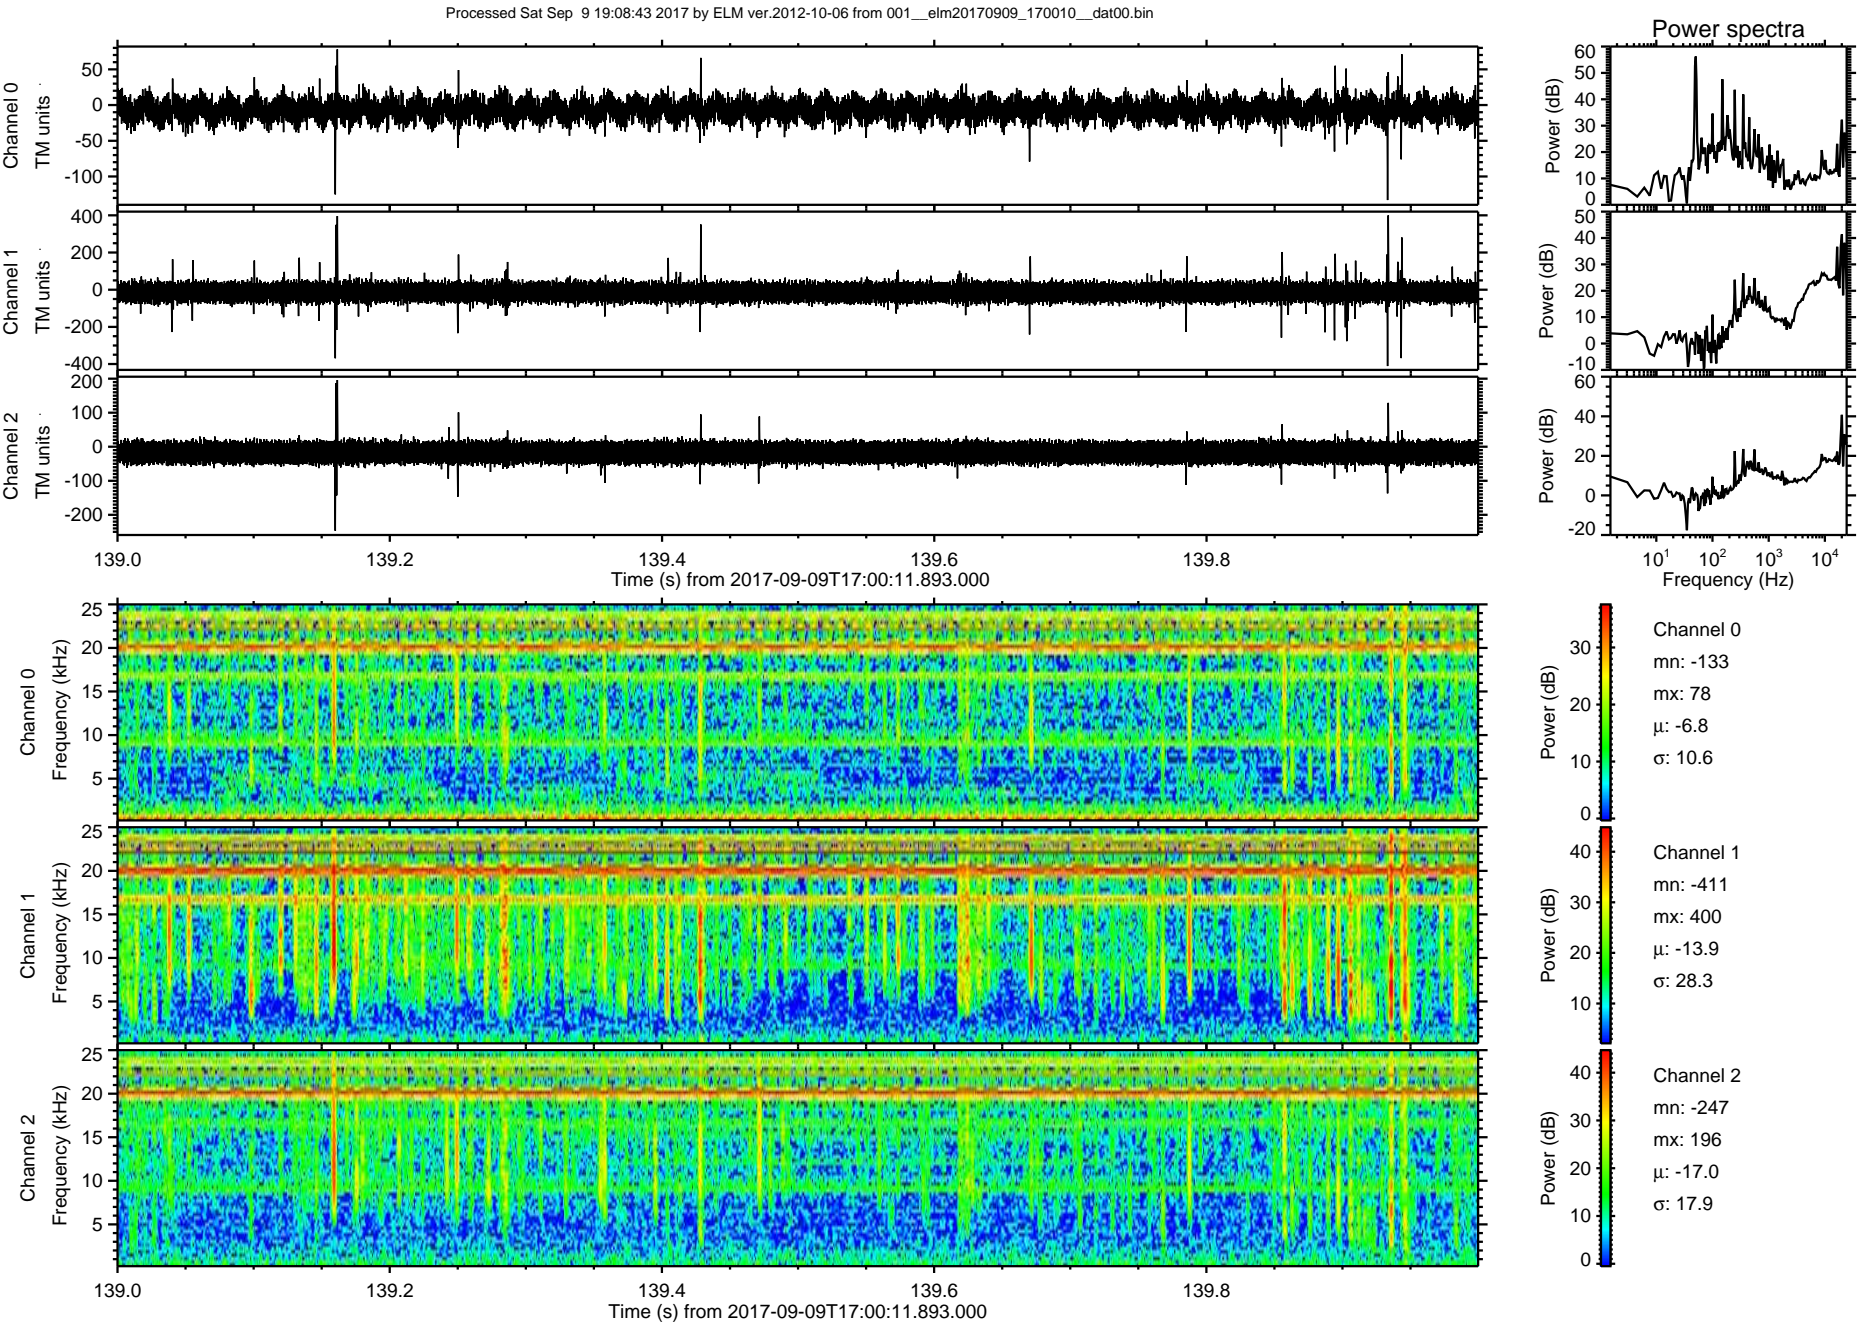 Processed Sat Sep  9 19:08:43 2017 by ELM ver.2012-10-06 from 001__elm20170909_170010__dat00.bin
Power spectra
Channel 0
TM units
50
0
-50
-100
Power (dB)
60
50
40
30
20
10
0
Channel 1
TM units
400
200
0
-200
-400
Power (dB)
50
40
30
20
10
0
-10
Channel 2
TM units
200
100
0
-100
-200
Power (dB)
60
40
20
0
-20
139.0 139.2 139.4 139.6 139.8
Time (s) from 2017-09-09T17:00:11.893.000
10^1 10^2 10^3 10^4
Frequency (Hz)
Channel 0
Frequency (kHz)
25
20
15
10
5
Power (dB)
30
20
10
0
Channel 0
mn: -133
mx: 78
µ: -6.8
σ: 10.6
Channel 1
Frequency (kHz)
25
20
15
10
5
Power (dB)
40
30
20
10
Channel 1
mn: -411
mx: 400
µ: -13.9
σ: 28.3
Channel 2
Frequency (kHz)
25
20
15
10
5
Power (dB)
40
30
20
10
0
Channel 2
mn: -247
mx: 196
µ: -17.0
σ: 17.9
139.0 139.2 139.4 139.6 139.8
Time (s) from 2017-09-09T17:00:11.893.000